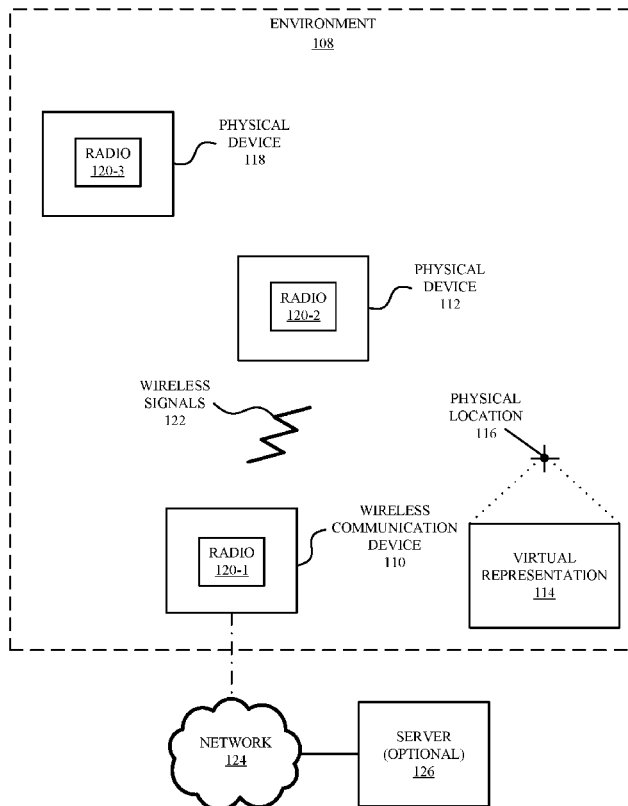 ENVIRONMENT
108
PHYSICAL
DEVICE
118
RADIO
120-3
PHYSICAL
DEVICE
112
RADIO
120-2
WIRELESS
SIGNALS
122
PHYSICAL
LOCATION
116
WIRELESS
COMMUNICATION
DEVICE
110
RADIO
120-1
VIRTUAL
REPRESENTATION
114
NETWORK
124
SERVER
(OPTIONAL)
126